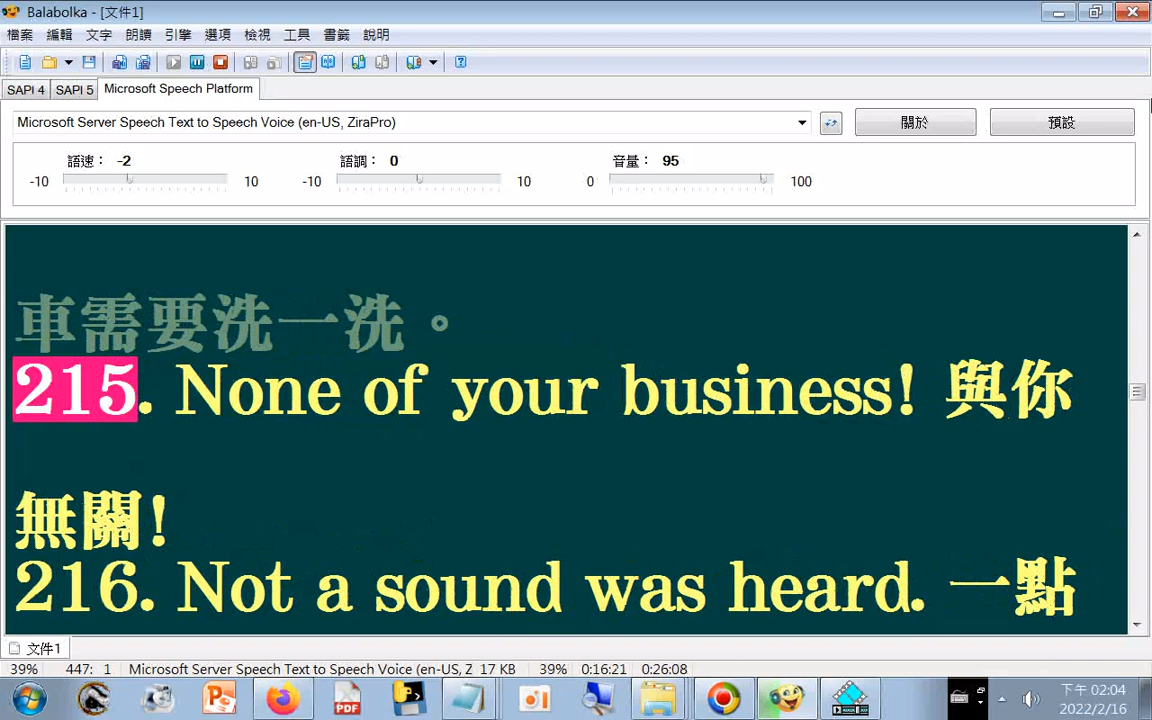 Balabolka - [文件1]
檔案 編輯 文字 朗讀 引擎 選項 檢視 工具 書籤 說明
SAPI 4 SAPI 5 Microsoft Speech Platform
Microsoft Server Speech Text to Speech Voice (en-US, ZiraPro) 關於 預設
語速： -2 語調： 0 音量： 95
-10 10 -10 10 0 100
車需要洗一洗。
215. None of your business! 與你
無關！
216. Not a sound was heard. 一點
文件1
39% 447: 1 Microsoft Server Speech Text to Speech Voice (en-US, Z 17 KB 39% 0:16:21 0:26:08
下午 02:04
2022/2/16